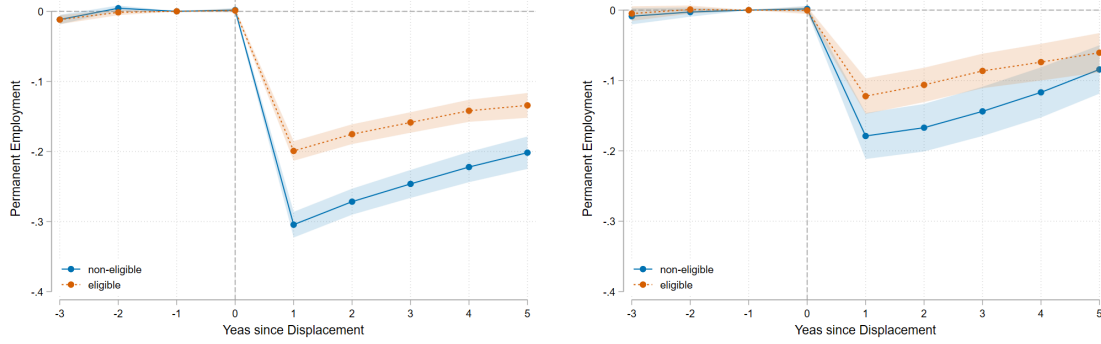 0
-.1
-.2
-.3
-.4
Permanent Employment
non-eligible
eligible
-3 -2 -1 0 1 2 3 4 5
Yeas since Displacement
0
-.1
-.2
-.3
-.4
Permanent Employment
non-eligible
eligible
-3 -2 -1 0 1 2 3 4 5
Yeas since Displacement